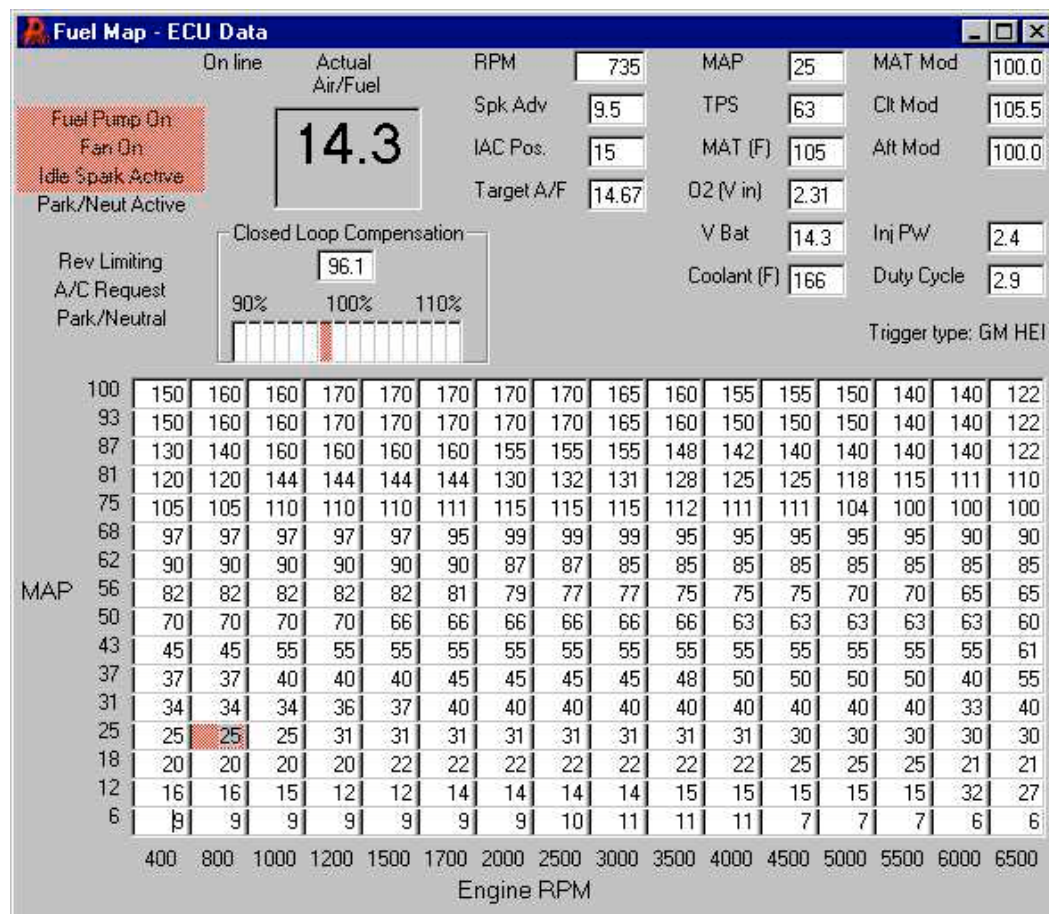 Fuel Map - ECU Data
On line Actual Air/Fuel RPM 735 MAP 25 MAT Mod 100.0
Fuel Pump On 14.3 Spk Adv 9.5 TPS 63 Clt Mod 105.5
Fan On IAC Pos. 15 MAT (F) 105 Aft Mod 100.0
Idle Spark Active Target A/F 14.67 O2 (V in) 2.31
Park/Neut Active
Closed Loop Compensation V Bat 14.3 Inj PW 2.4
Rev Limiting 96.1 Coolant (F) 166 Duty Cycle 2.9
A/C Request 90% 100% 110%
Park/Neutral
Trigger type: GM HEI
100 150 160 160 170 170 170 170 170 165 160 155 155 150 140 140 122
93 150 160 160 170 170 170 170 170 165 160 150 150 150 140 140 122
87 130 140 160 160 160 160 155 155 155 148 142 140 140 140 140 122
81 120 120 144 144 144 144 130 132 131 128 125 125 118 115 111 110
75 105 105 110 110 110 111 115 115 115 112 111 111 104 100 100 100
68 97 97 97 97 97 95 99 99 99 95 95 95 95 95 90 90
62 90 90 90 90 90 90 87 87 85 85 85 85 85 85 85 85
MAP 56 82 82 82 82 82 81 79 77 77 75 75 75 70 70 65 65
50 70 70 70 70 66 66 66 66 66 66 63 63 63 63 63 60
43 45 45 55 55 55 55 55 55 55 55 55 55 55 55 55 61
37 37 37 40 40 40 45 45 45 45 48 50 50 50 50 40 55
31 34 34 34 36 37 40 40 40 40 40 40 40 40 40 33 40
25 25 25 25 31 31 31 31 31 31 31 31 30 30 30 30 30
18 20 20 20 20 22 22 22 22 22 22 22 25 25 25 21 21
12 16 16 15 12 12 14 14 14 14 15 15 15 15 15 32 27
6 9 9 9 9 9 9 9 10 11 11 11 7 7 7 6 6
400 800 1000 1200 1500 1700 2000 2500 3000 3500 4000 4500 5000 5500 6000 6500
Engine RPM